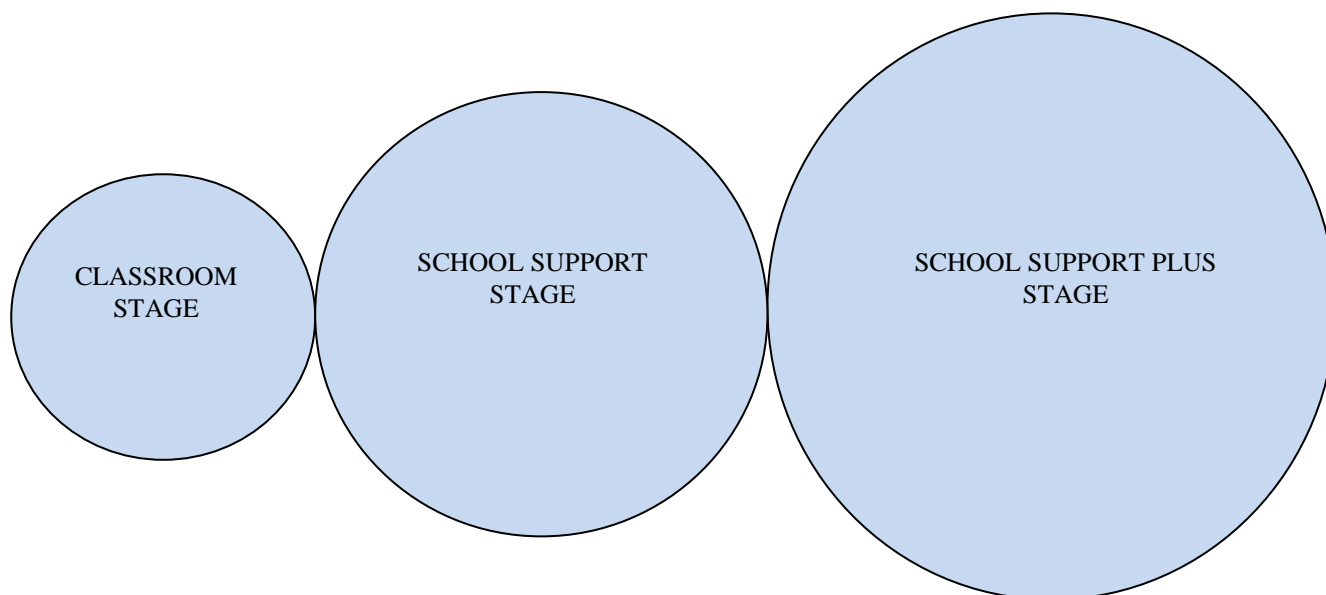 CLASSROOM
STAGE
SCHOOL SUPPORT
STAGE
SCHOOL SUPPORT PLUS
STAGE